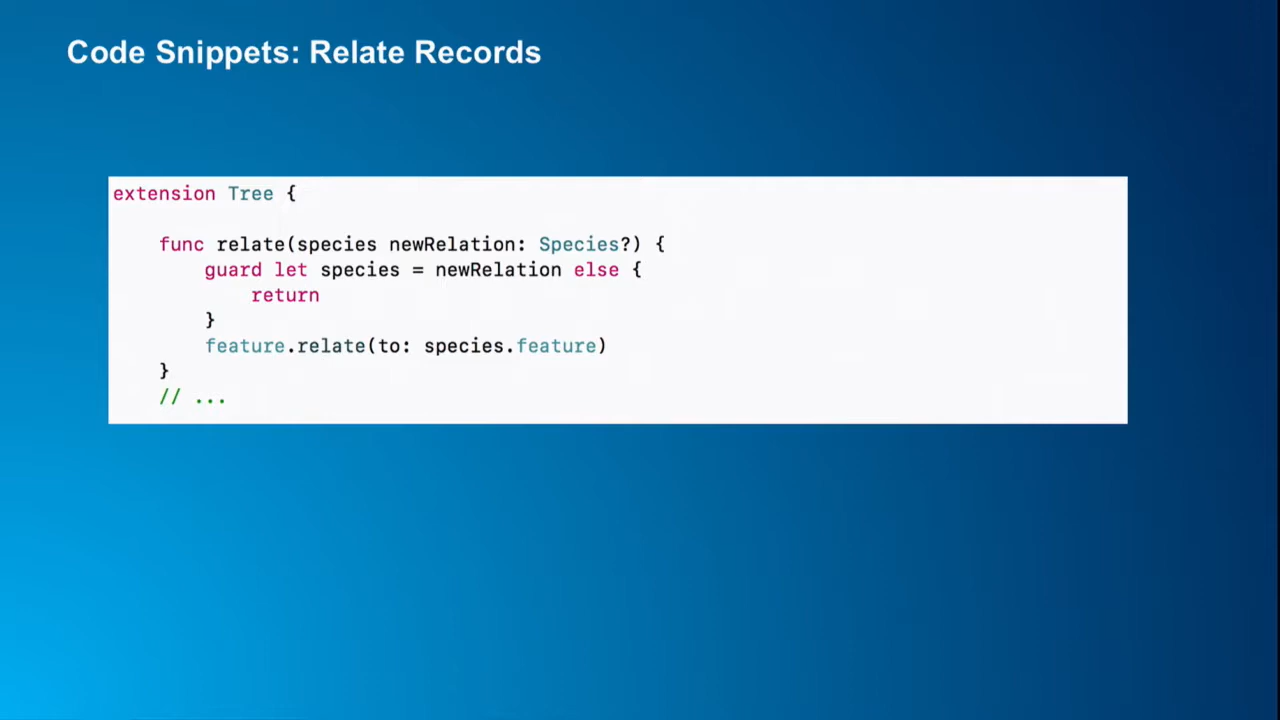 Code Snippets: Relate Records
extension Tree {
func relate(species newRelation: Species?) {
guard let species = newRelation else {
return
}
feature.relate(to: species.feature)
}
// ...